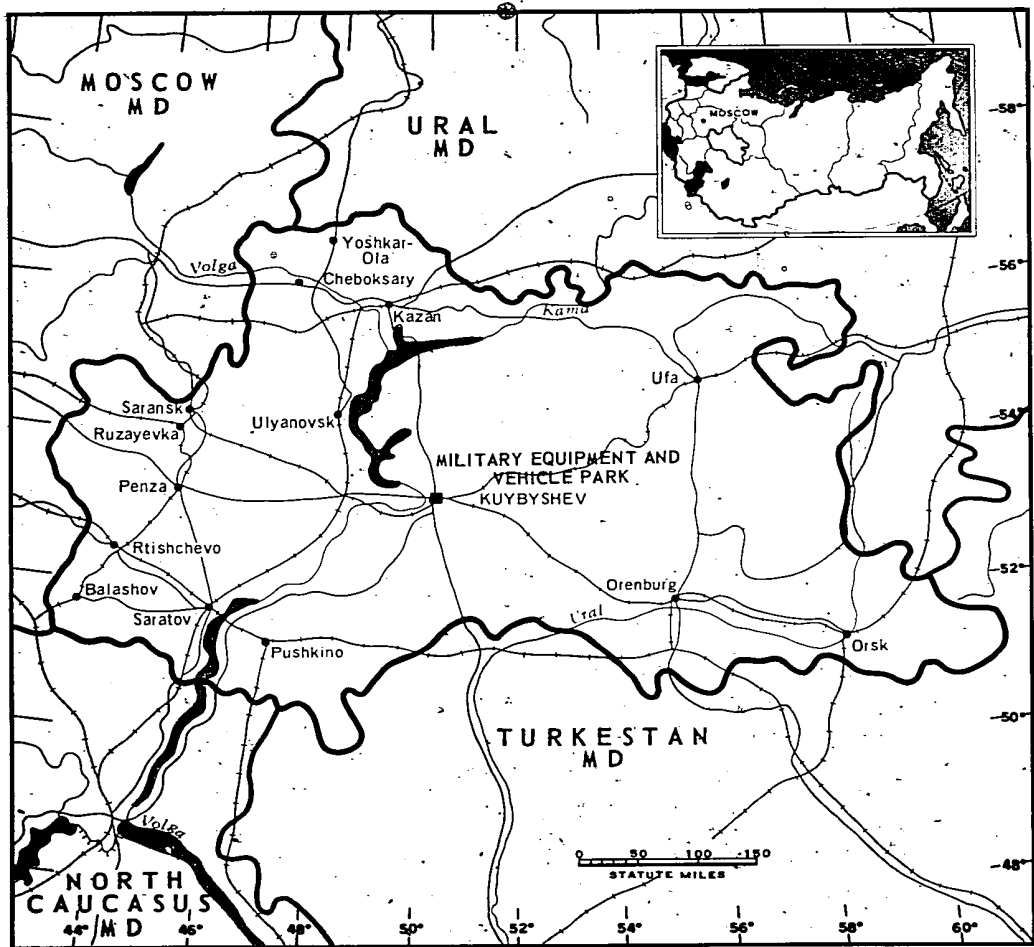 MOSCOW
MD
URAL
MD
MOSCOW
58°
Yoshkar-
Ola
Volga
Cheboksary
56°
Kazan
Kama
Ufa
Saransk
Ulyanovsk
54°
Ruzayevka
MILITARY EQUIPMENT AND
VEHICLE PARK
KUYBYSHEV
Penza
Rtishchevo
52°
Balashov
Orenburg
Saratov
Ural
Pushkino
Orsk
50°
TURKESTAN
MD
Volga
0 50 100 150
STATUTE MILES
48°
NORTH
CAUCASUS
MD
44° 46° 48° 50° 52° 54° 56° 58° 60°